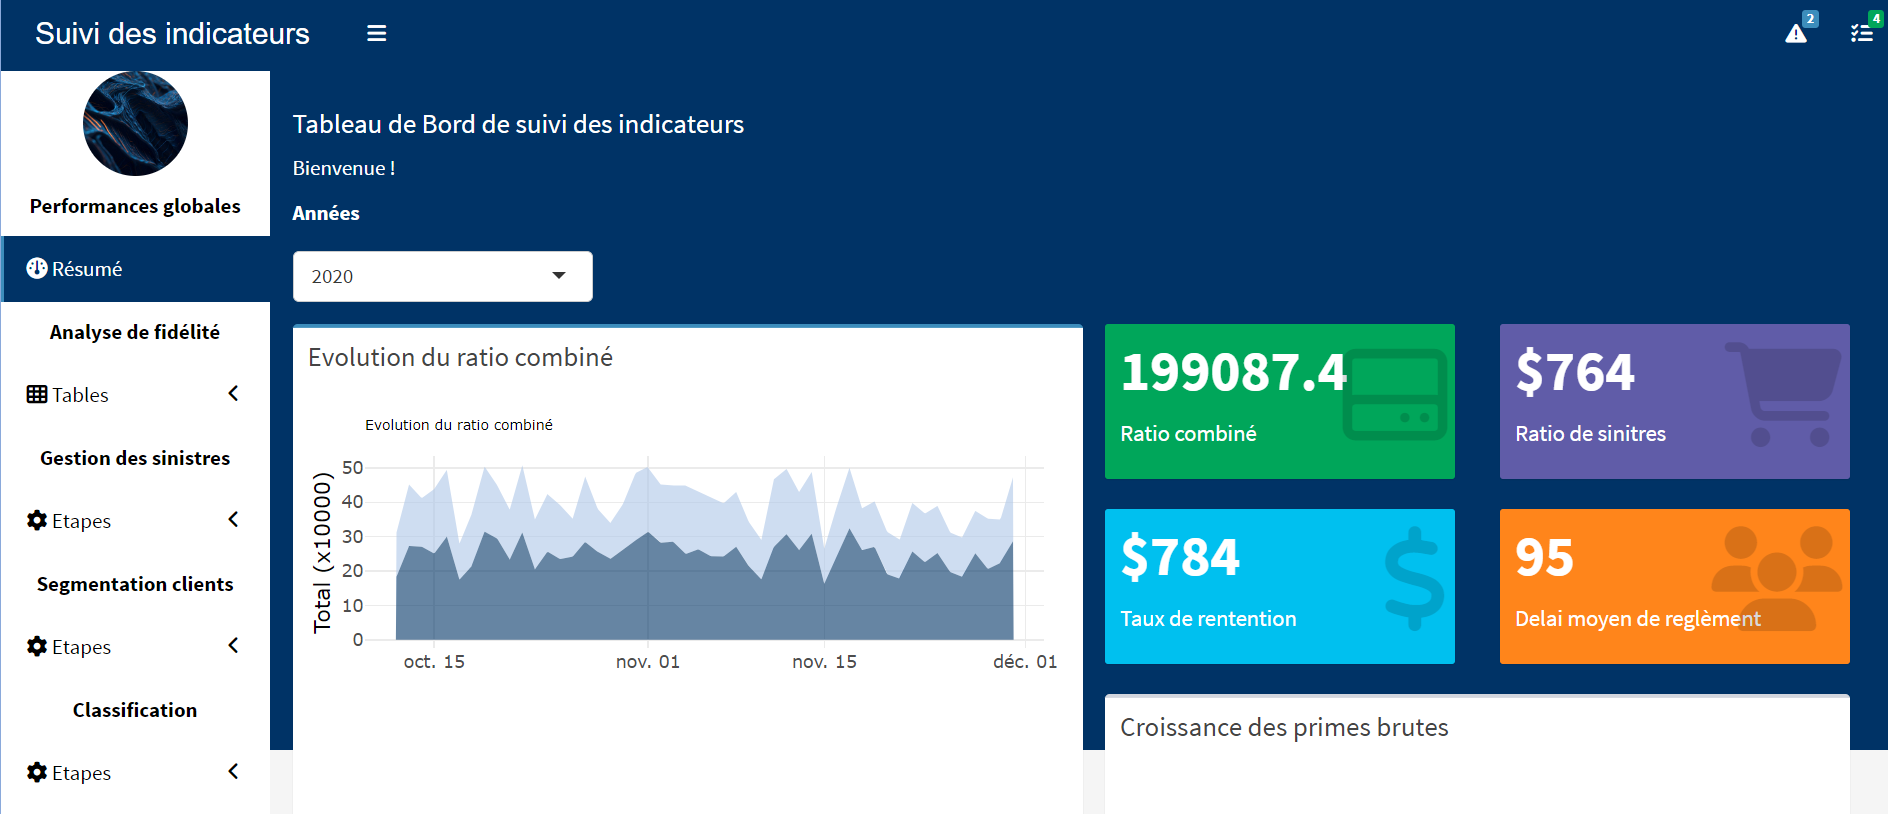 Suivi des indicateurs
2
4
Performances globales
Résumé
Analyse de fidélité
Tables
Gestion des sinistres
Etapes
Segmentation clients
Etapes
Classification
Etapes
Tableau de Bord de suivi des indicateurs
Bienvenue !
Années
2020
Evolution du ratio combiné
Evolution du ratio combiné
Total (x10000)
50
40
30
20
10
0
oct. 15 nov. 01 nov. 15 déc. 01
199087.4
Ratio combiné
$764
Ratio de sinitres
$784
Taux de rentention
95
Delai moyen de reglèment
Croissance des primes brutes